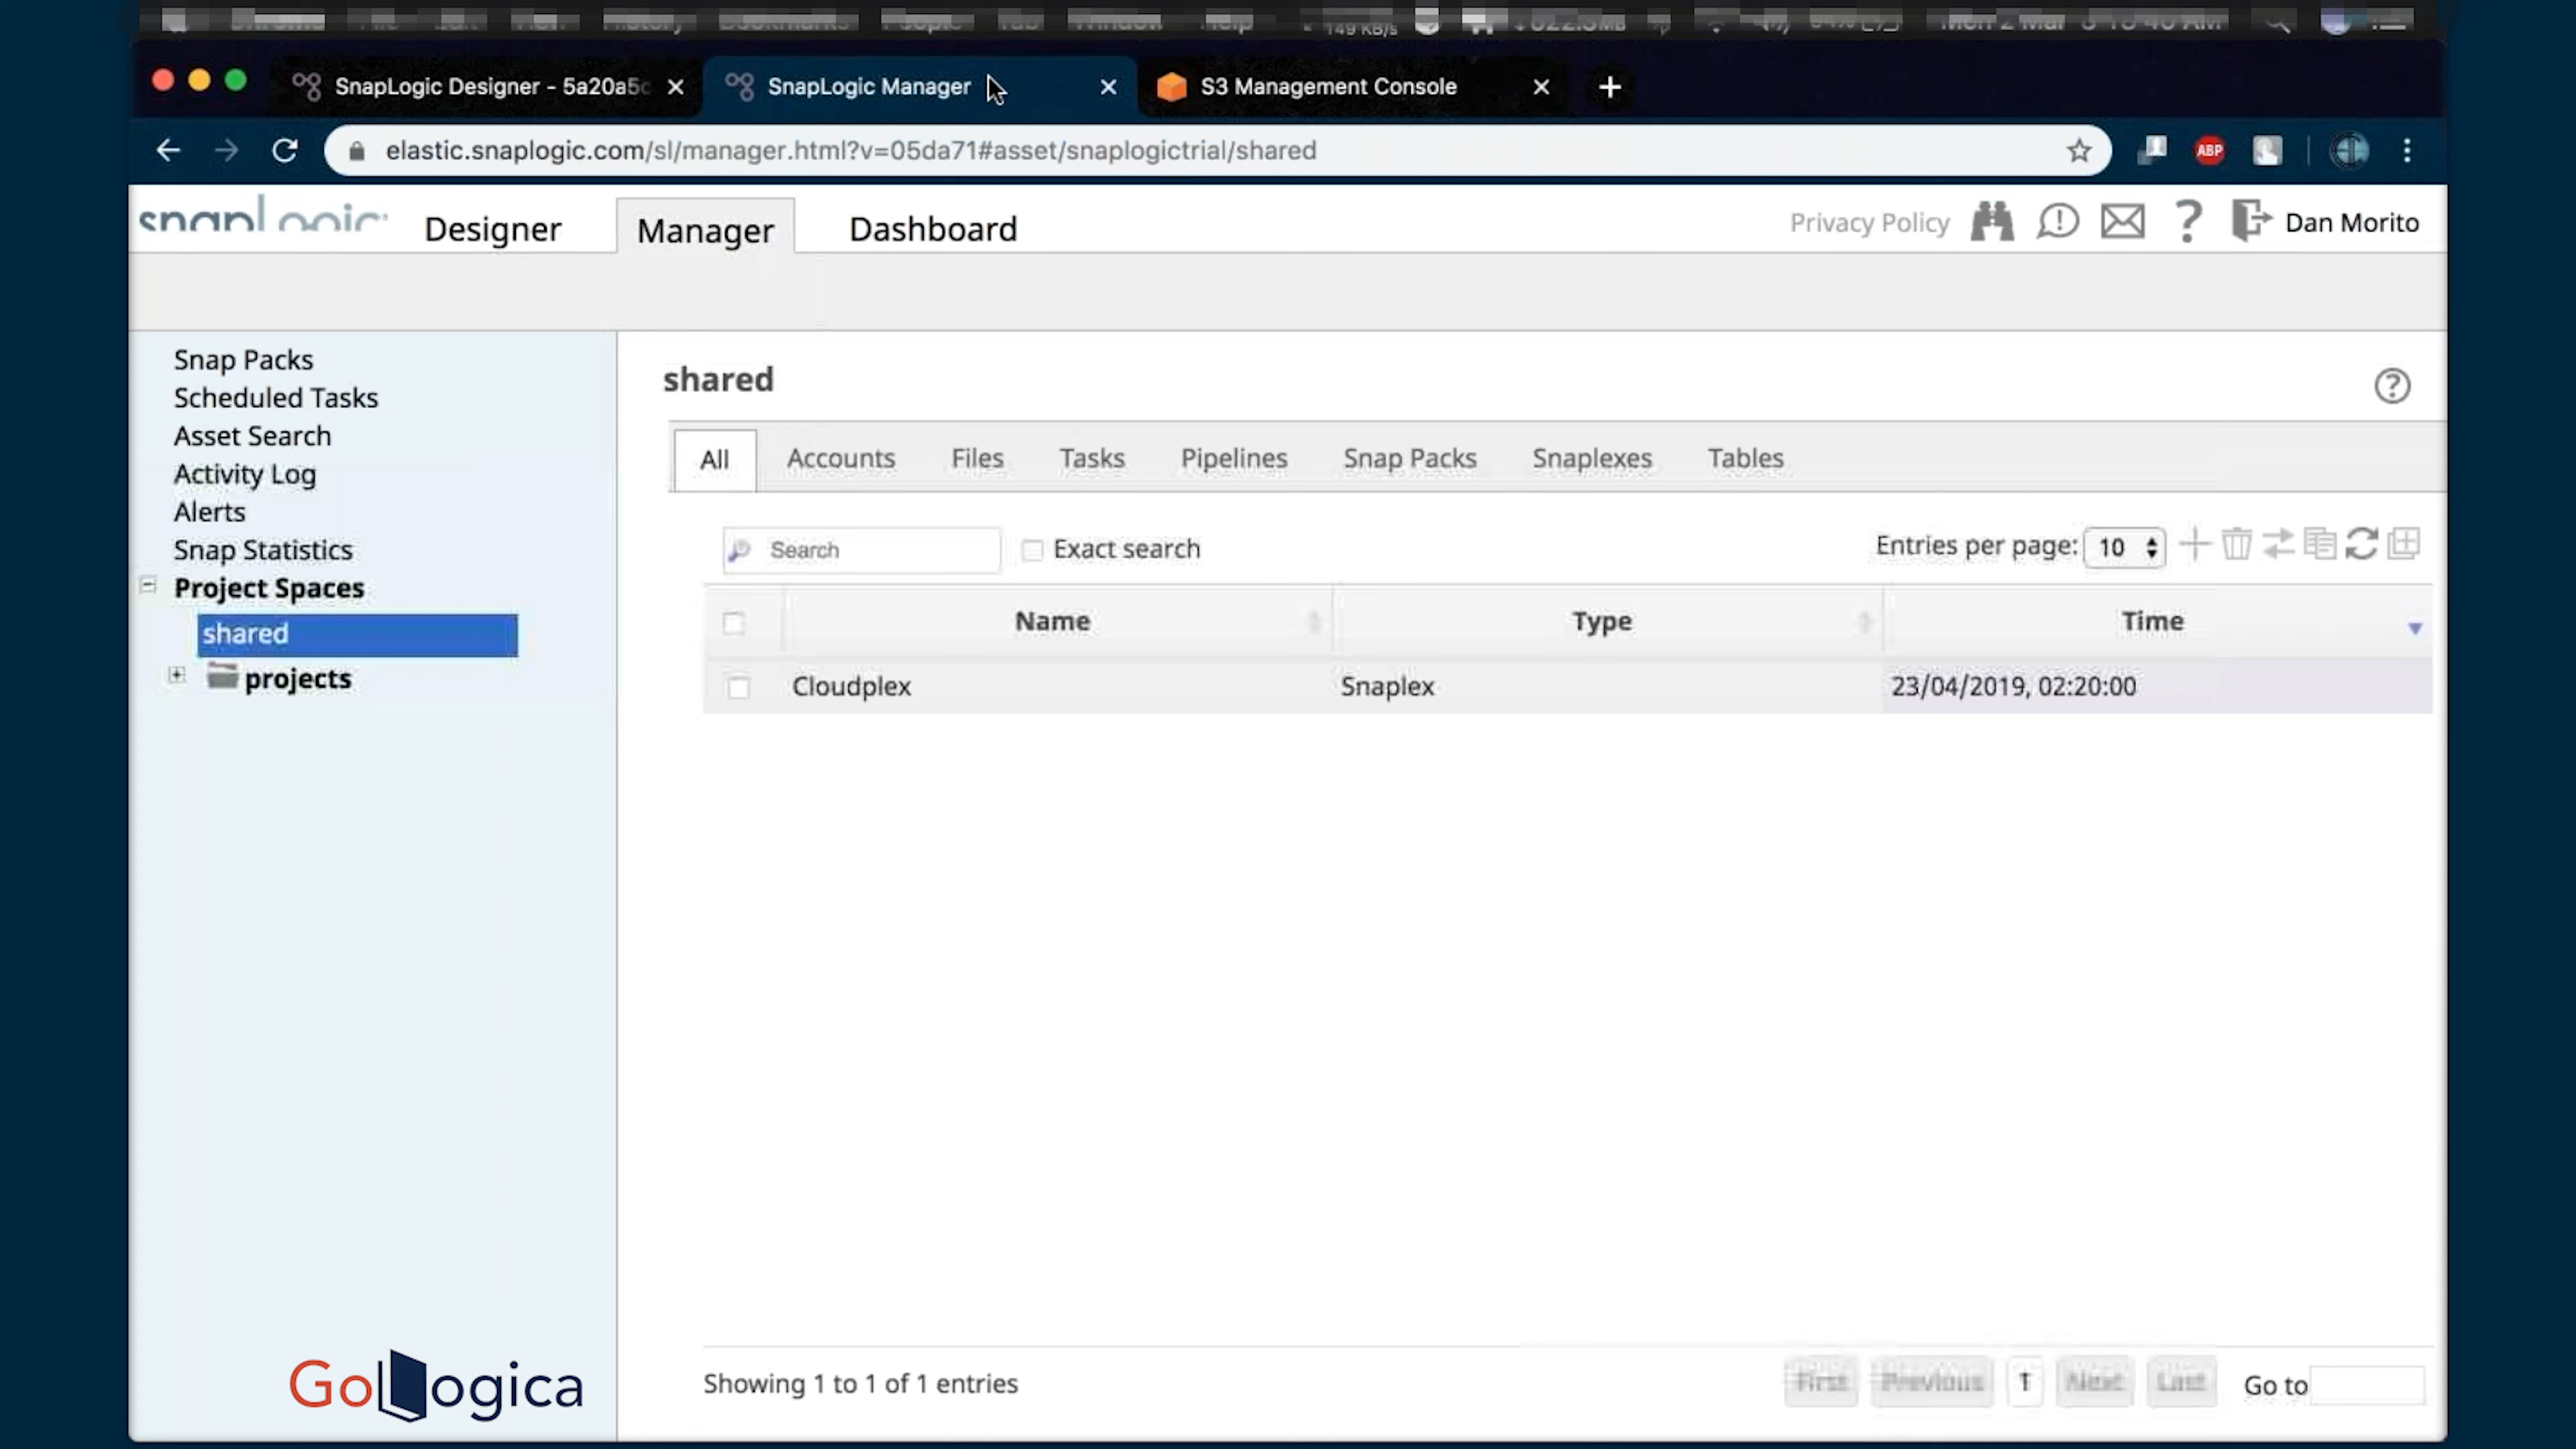 149 KB/s
SnapLogic Designer - 5a20a5c
SnapLogic Manager
S3 Management Console
elastic.snaplogic.com/sl/manager.html?v=05da71#asset/snaplogictrial/shared
ABP
snapLogic
Designer
Manager
Dashboard
Privacy Policy
Dan Morito
Snap Packs
Scheduled Tasks
Asset Search
Activity Log
Alerts
Snap Statistics
Project Spaces
shared
projects
shared
All
Accounts
Files
Tasks
Pipelines
Snap Packs
Snaplexes
Tables
Search
Exact search
Entries per page: 10
Name
Type
Time
Cloudplex
Snaplex
23/04/2019, 02:20:00
Showing 1 to 1 of 1 entries
First
Previous
1
Next
Last
Go to
GoLogica